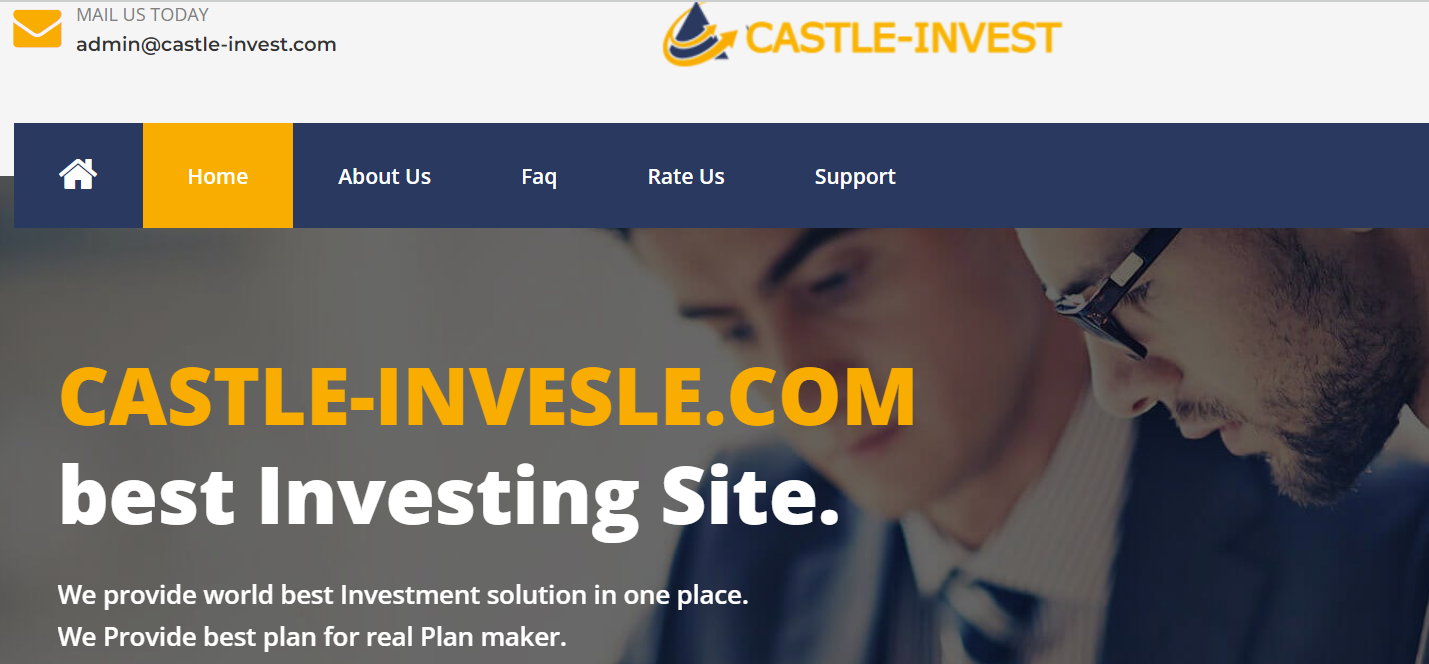 MAIL US TODAY
admin@castle-invest.com
CASTLE-INVEST
Home
About Us
Faq
Rate Us
Support
CASTLE-INVESLE.COM
best Investing Site.
We provide world best Investment solution in one place.
We Provide best plan for real Plan maker.